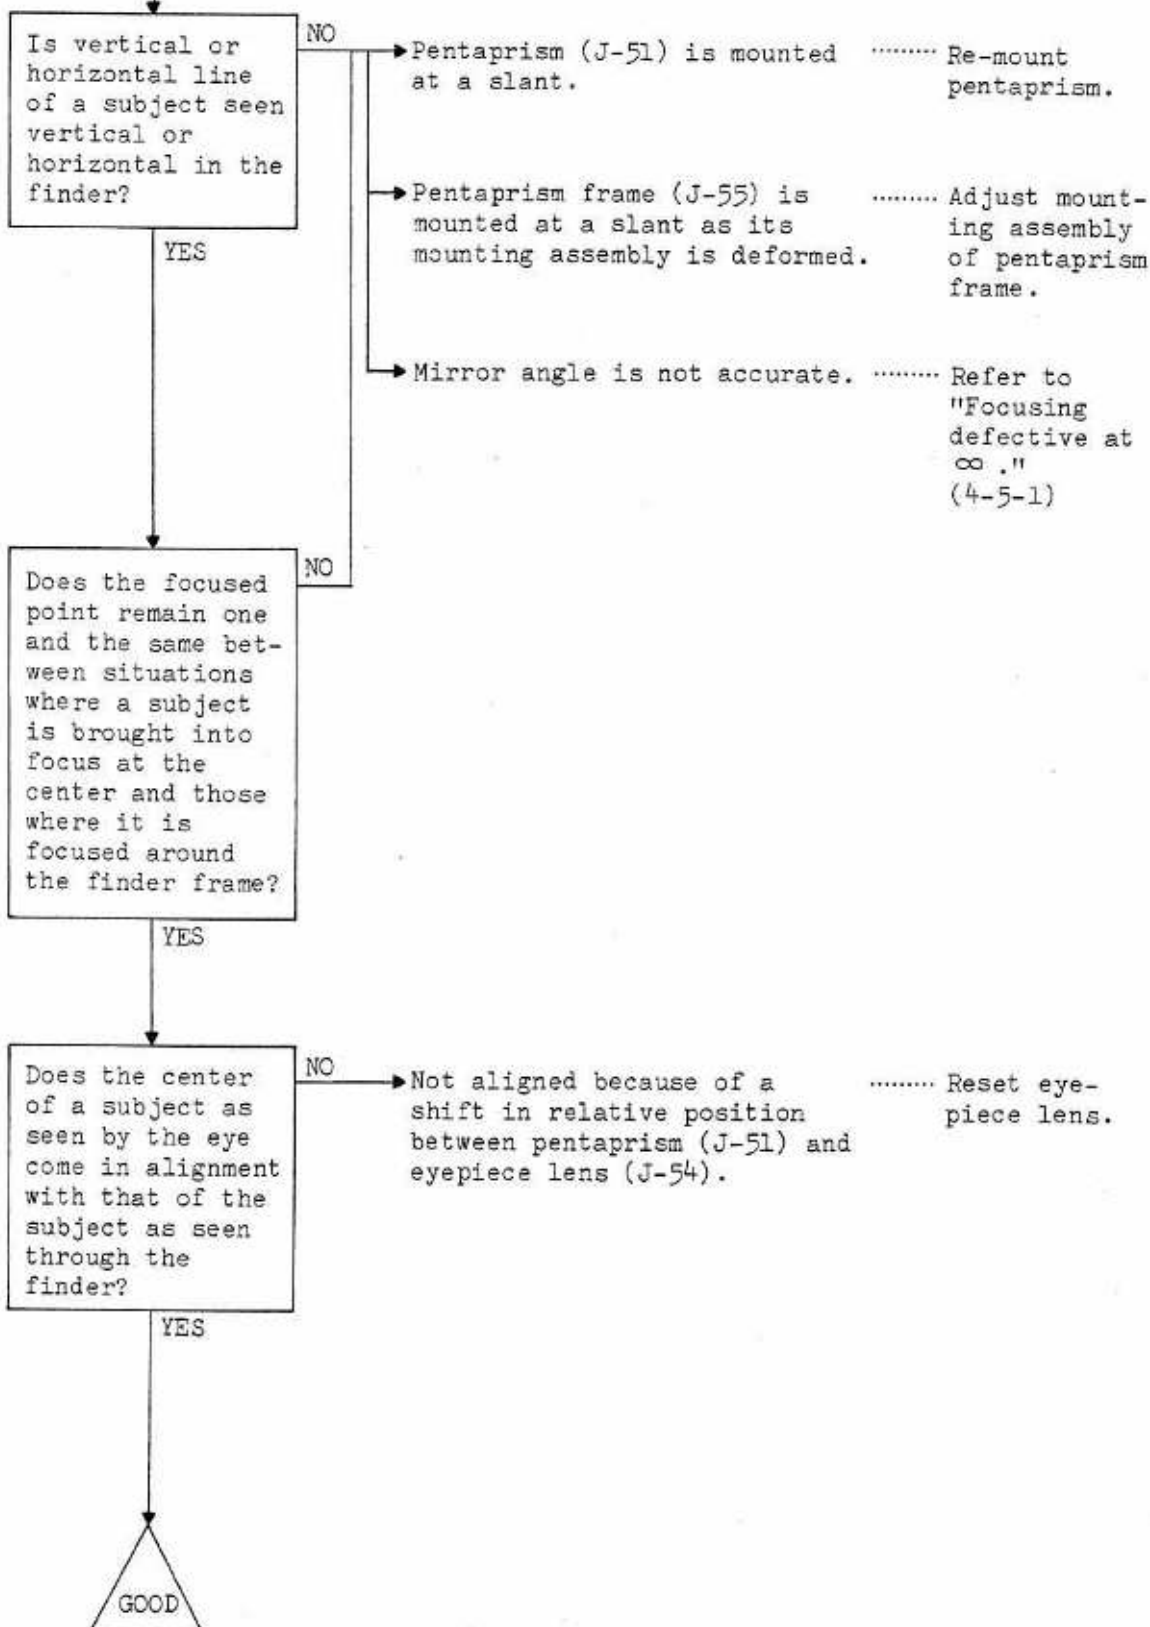 Is vertical or
horizontal line
of a subject seen
vertical or
horizontal in the
finder?
NO
Pentaprism (J-51) is mounted
at a slant.
......... Re-mount
pentaprism.
Pentaprism frame (J-55) is
mounted at a slant as its
mounting assembly is deformed.
......... Adjust mount-
ing assembly
of pentaprism
frame.
Mirror angle is not accurate.
......... Refer to
"Focusing
defective at
∞ ."
(4-5-1)
YES
Does the focused
point remain one
and the same bet-
ween situations
where a subject
is brought into
focus at the
center and those
where it is
focused around
the finder frame?
NO
YES
Does the center
of a subject as
seen by the eye
come in alignment
with that of the
subject as seen
through the
finder?
NO
Not aligned because of a
shift in relative position
between pentaprism (J-51) and
eyepiece lens (J-54).
......... Reset eye-
piece lens.
YES
GOOD